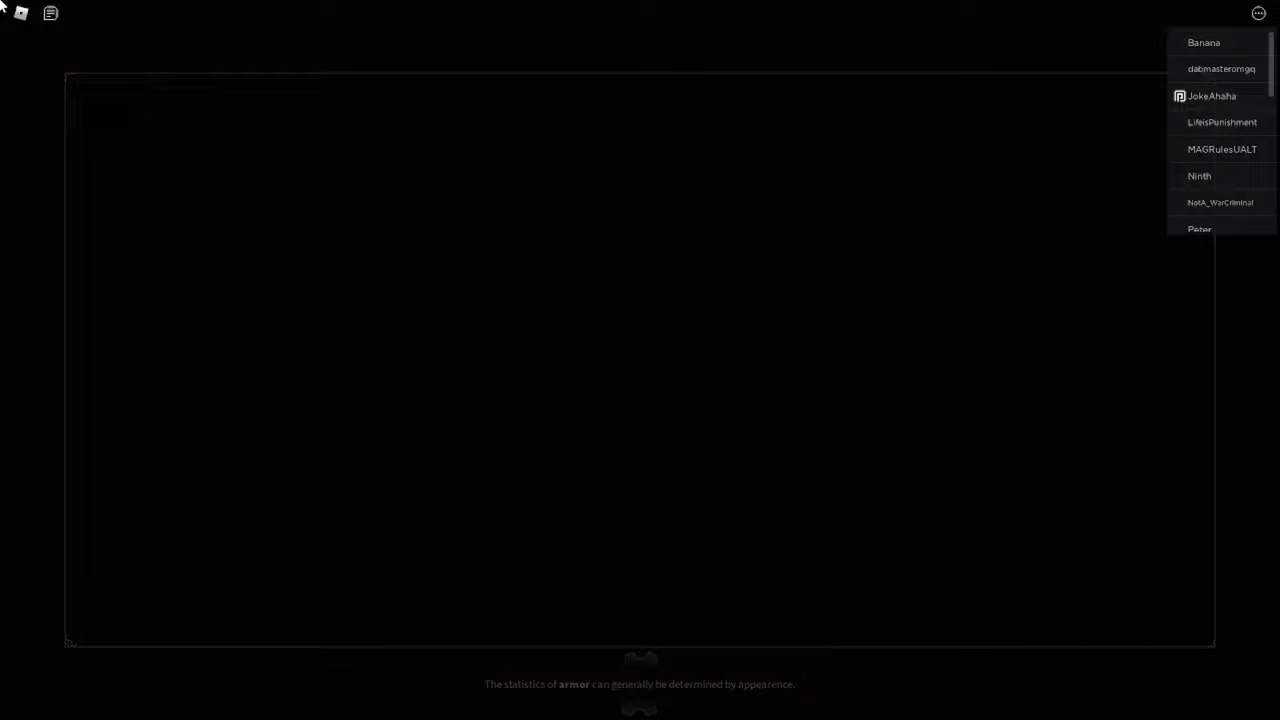 Banana
dabmasteromgq
JokeAhaha
LifeisPunishment
MAGRulesUALT
Ninth
NotA_WarCriminal
Peter
The statistics of armor can generally be determined by appearence.